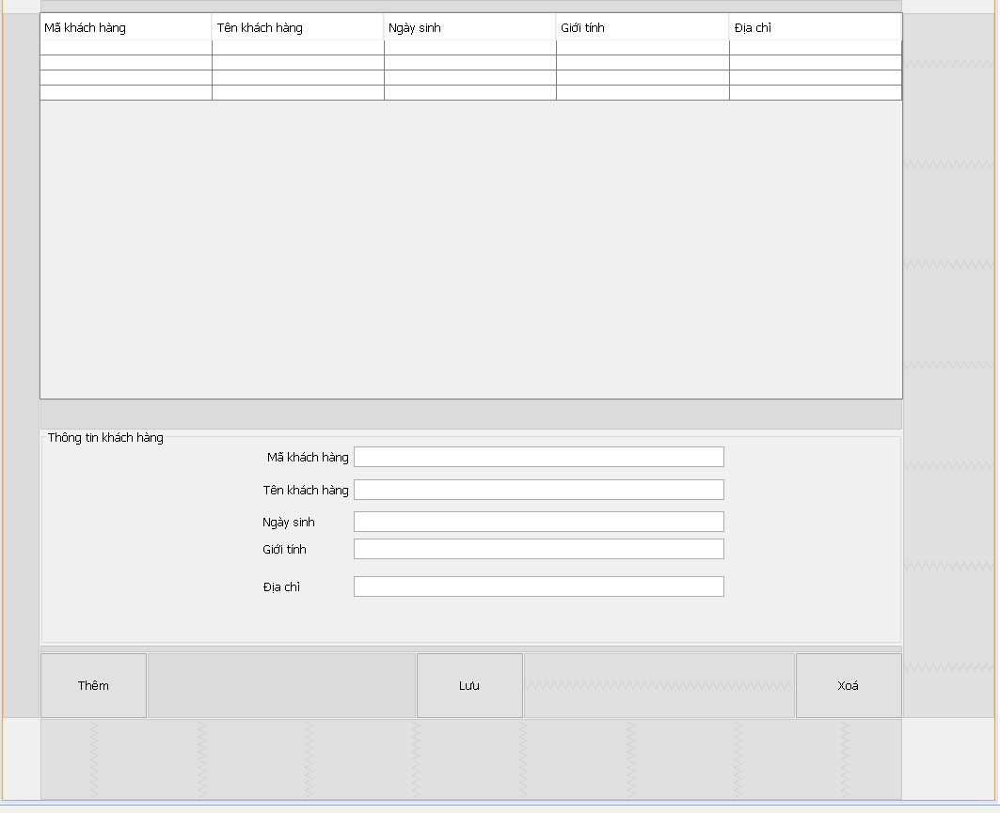 Mã khách hàng Tên khách hàng Ngày sinh Giới tính Địa chỉ
Thông tin khách hàng
Mã khách hàng
Tên khách hàng
Ngày sinh
Giới tính
Địa chỉ
Thêm Lưu Xoá